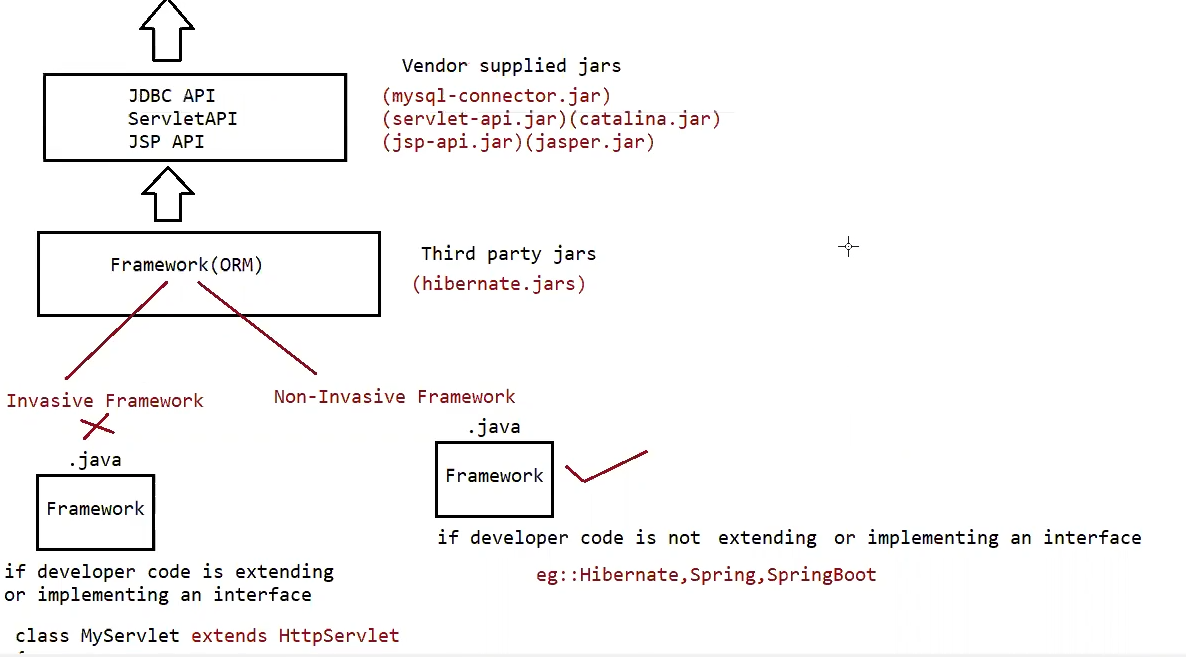 Vendor supplied jars
JDBC API
(mysql-connector.jar)
ServletAPI
(servlet-api.jar)(catalina.jar)
JSP API
(jsp-api.jar)(jasper.jar)
Framework(ORM)
Third party jars
(hibernate.jars)
Invasive Framework
Non-Invasive Framework
.java
.java
Framework
Framework
if developer code is not extending or implementing an interface
eg::Hibernate,Spring,SpringBoot
if developer code is extending
or implementing an interface
class MyServlet extends HttpServlet